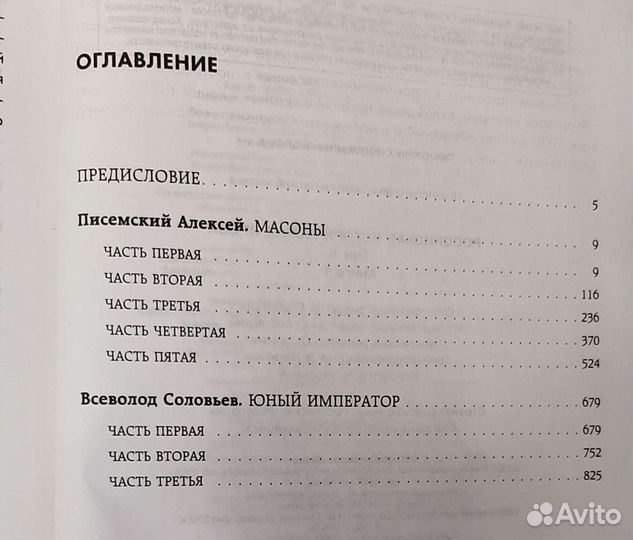 ОГЛАВЛЕНИЕ
ПРЕДИСЛОВИЕ. 5
Писемский Алексей. МАСОНЫ 9
ЧАСТЬ ПЕРВАЯ 9
ЧАСТЬ ВТОРАЯ 116
ЧАСТЬ ТРЕТЬЯ 236
ЧАСТЬ ЧЕТВЕРТАЯ 370
ЧАСТЬ ПЯТАЯ 524
Всеволод Соловьев. ЮНЫЙ ИМПЕРАТОР 679
ЧАСТЬ ПЕРВАЯ 679
ЧАСТЬ ВТОРАЯ 752
ЧАСТЬ ТРЕТЬЯ 825
Avito